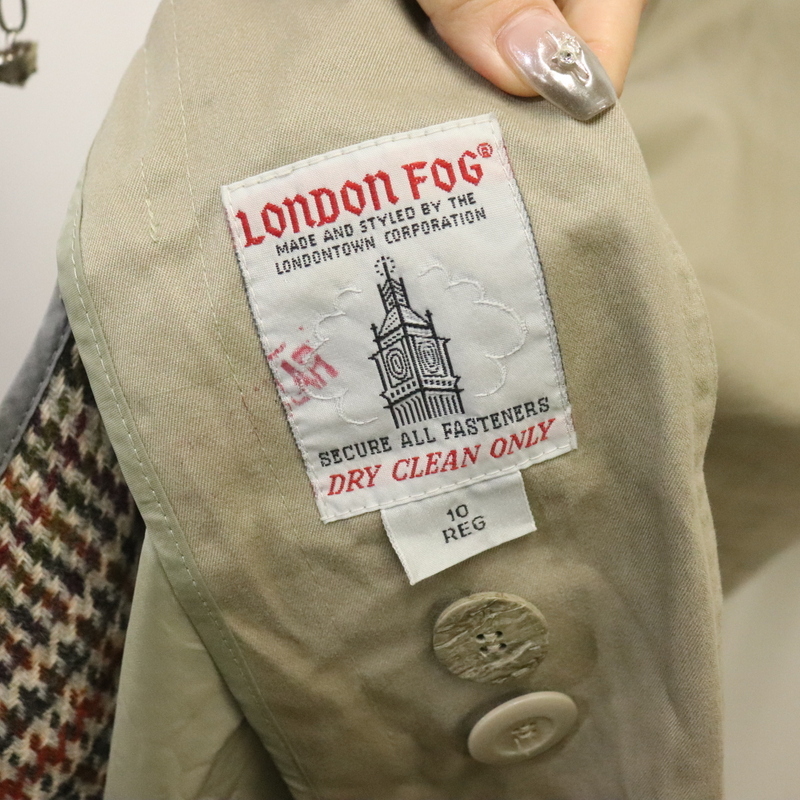 LONDON FOG®
MADE AND STYLED BY THE
LONDONTOWN CORPORATION
SECURE ALL FASTENERS
DRY CLEAN ONLY
10
REG